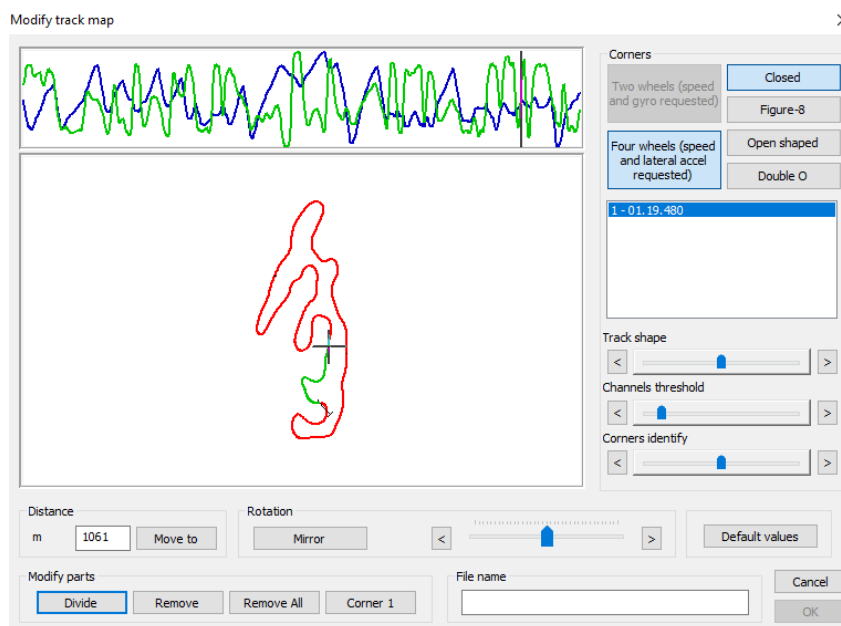 Modify track map
Corners
Two wheels (speed
and gyro requested)
Closed
Figure-8
Four wheels (speed
and lateral accel
requested)
Open shaped
Double O
1 - 01.19.480
Track shape
<
>
Channels threshold
<
>
Corners identify
<
>
Distance
m
1061
Move to
Rotation
Mirror
<
>
Default values
Modify parts
Divide
Remove
Remove All
Corner 1
File name
Cancel
OK